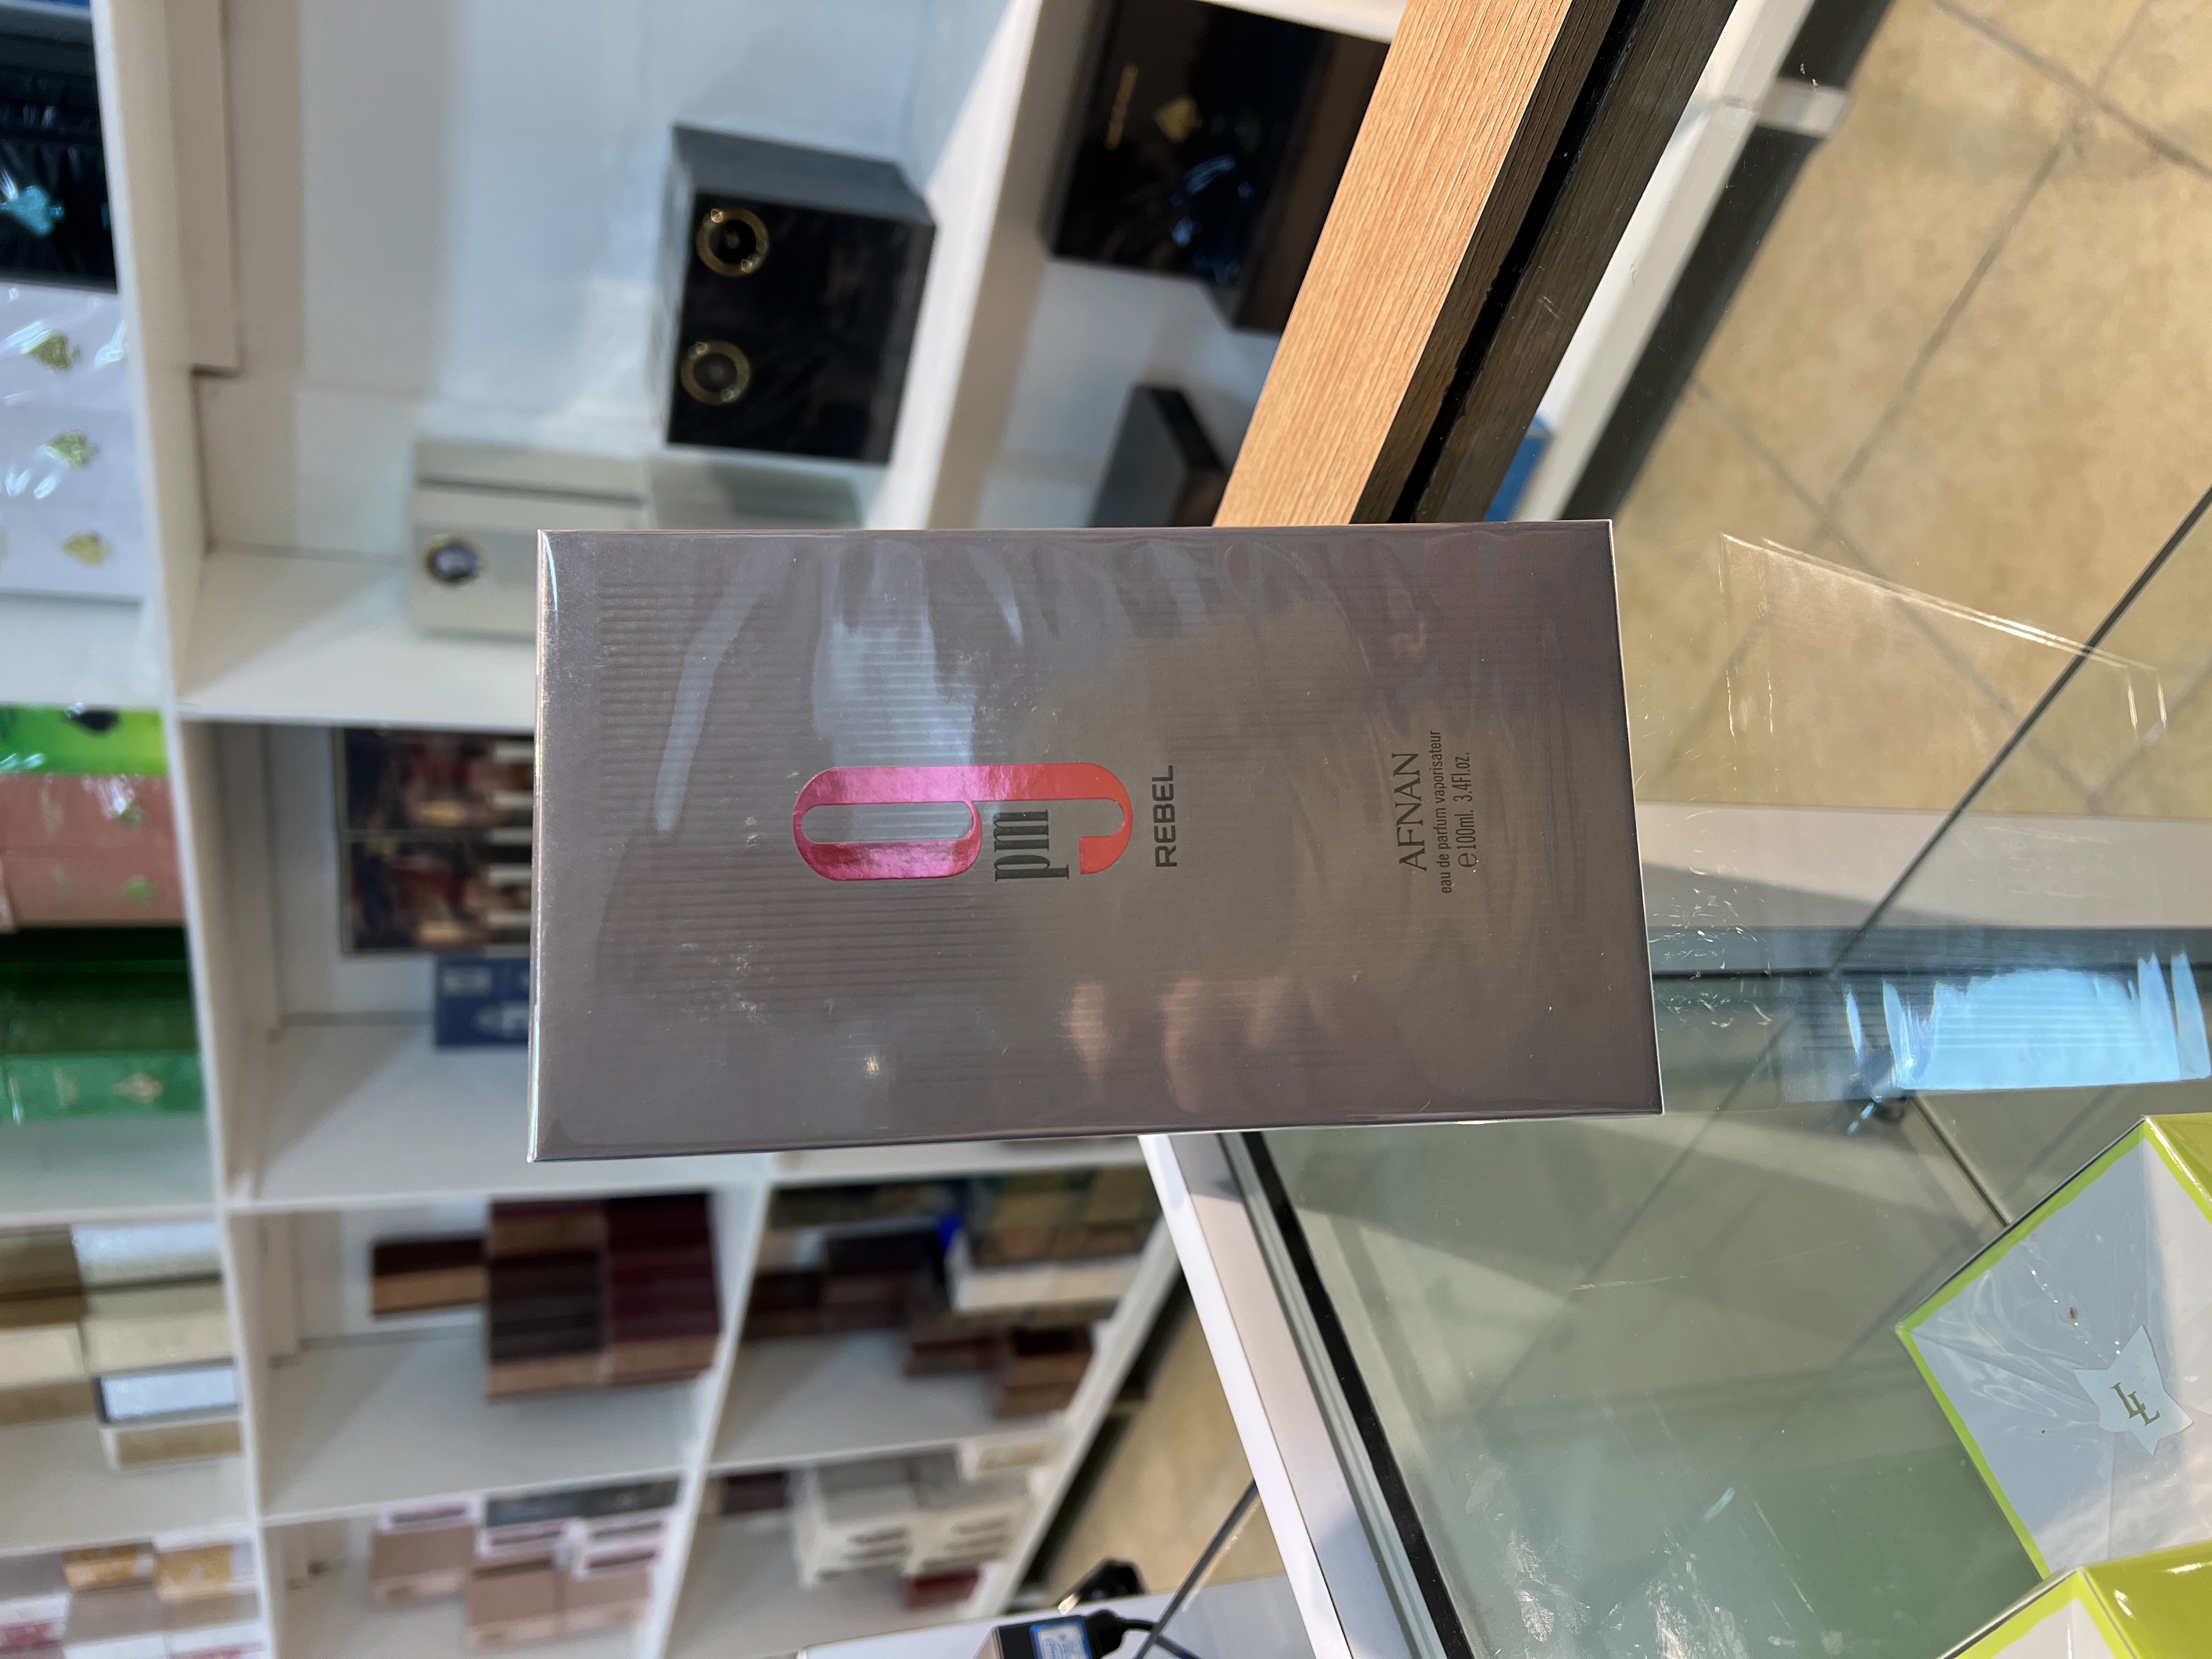 9
pm
REBEL
AFNAN
eau de parfum vaporisateur
℮100ml. 3.4Fl.oz.